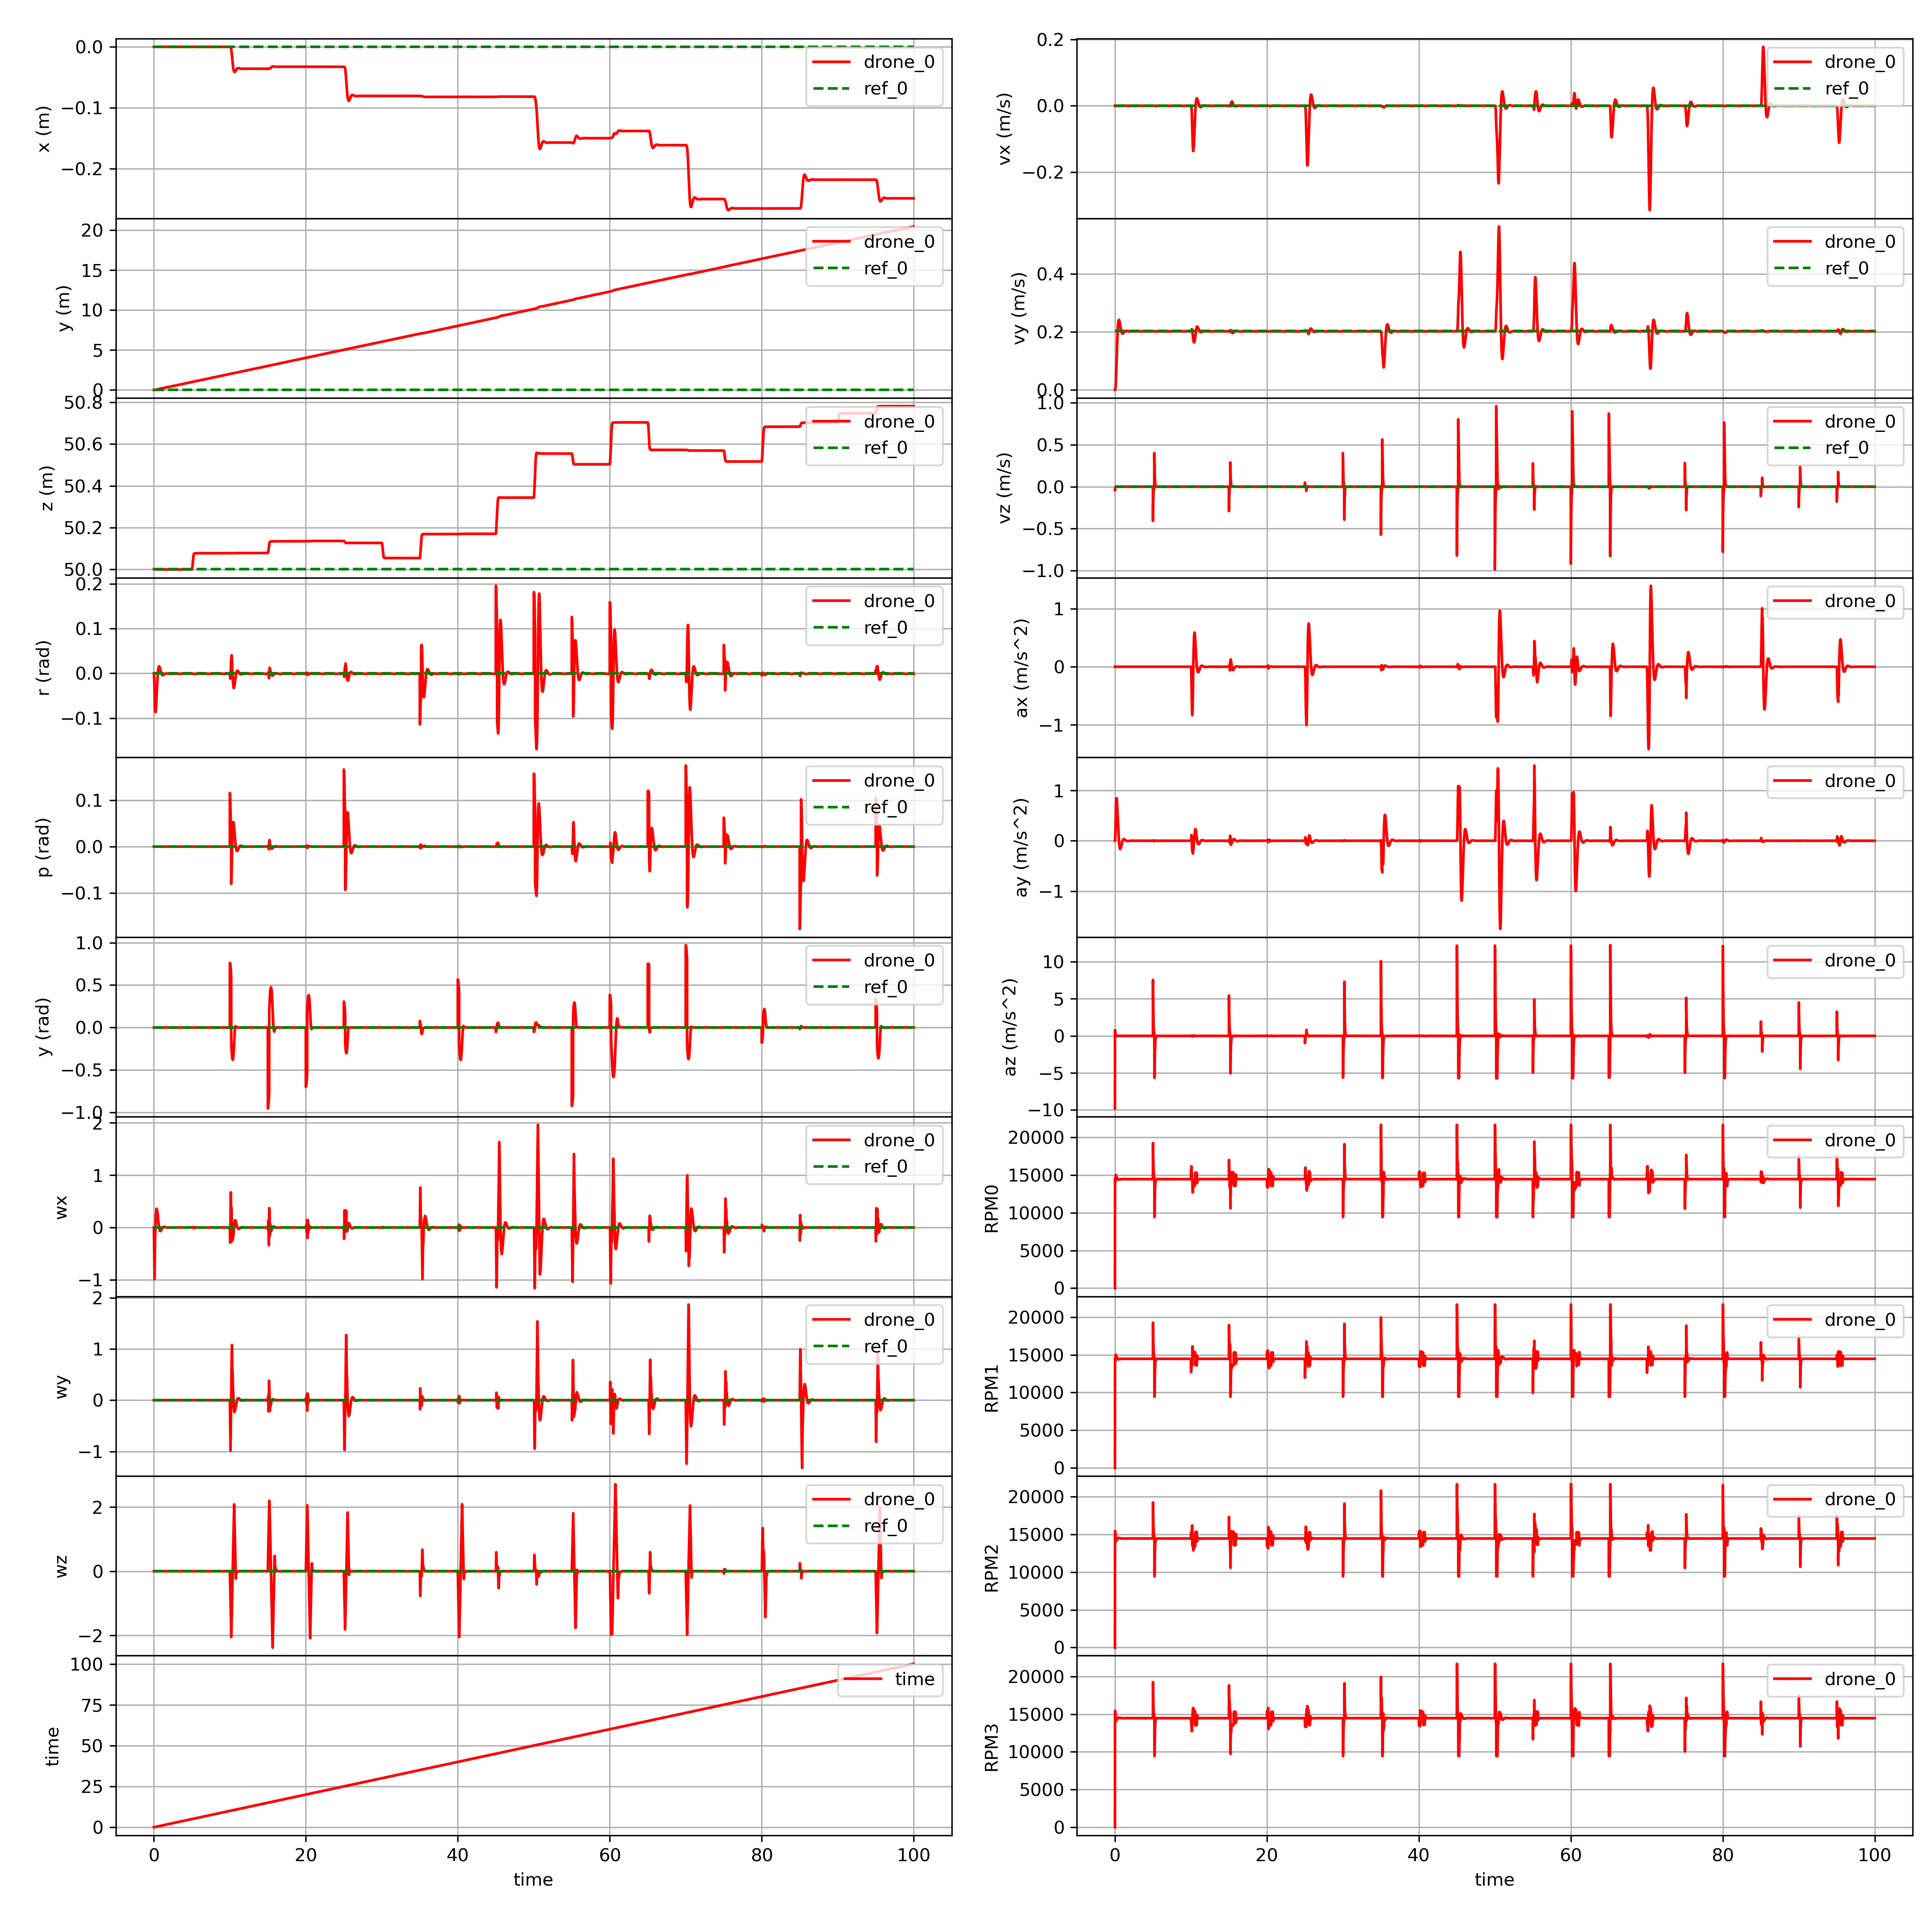 0.0
−0.1
−0.2
x (m)
drone_0
ref_0
20
15
10
5
0
y (m)
drone_0
ref_0
50.8
50.6
50.4
50.2
50.0
z (m)
drone_0
ref_0
0.2
0.1
0.0
−0.1
r (rad)
drone_0
ref_0
0.1
0.0
−0.1
p (rad)
drone_0
ref_0
1.0
0.5
0.0
−0.5
−1.0
y (rad)
drone_0
ref_0
2
1
0
−1
wx
drone_0
ref_0
2
1
0
−1
wy
drone_0
ref_0
2
0
−2
wz
drone_0
ref_0
100
75
50
25
0
time
time
0 20 40 60 80 100
time
0.2
0.0
−0.2
vx (m/s)
drone_0
ref_0
0.4
0.2
0.0
vy (m/s)
drone_0
ref_0
1.0
0.5
0.0
−0.5
−1.0
vz (m/s)
drone_0
ref_0
1
0
−1
ax (m/s^2)
drone_0
1
0
−1
ay (m/s^2)
drone_0
10
5
0
−5
−10
az (m/s^2)
drone_0
20000
15000
10000
5000
0
RPM0
drone_0
20000
15000
10000
5000
0
RPM1
drone_0
20000
15000
10000
5000
0
RPM2
drone_0
20000
15000
10000
5000
0
RPM3
drone_0
0 20 40 60 80 100
time